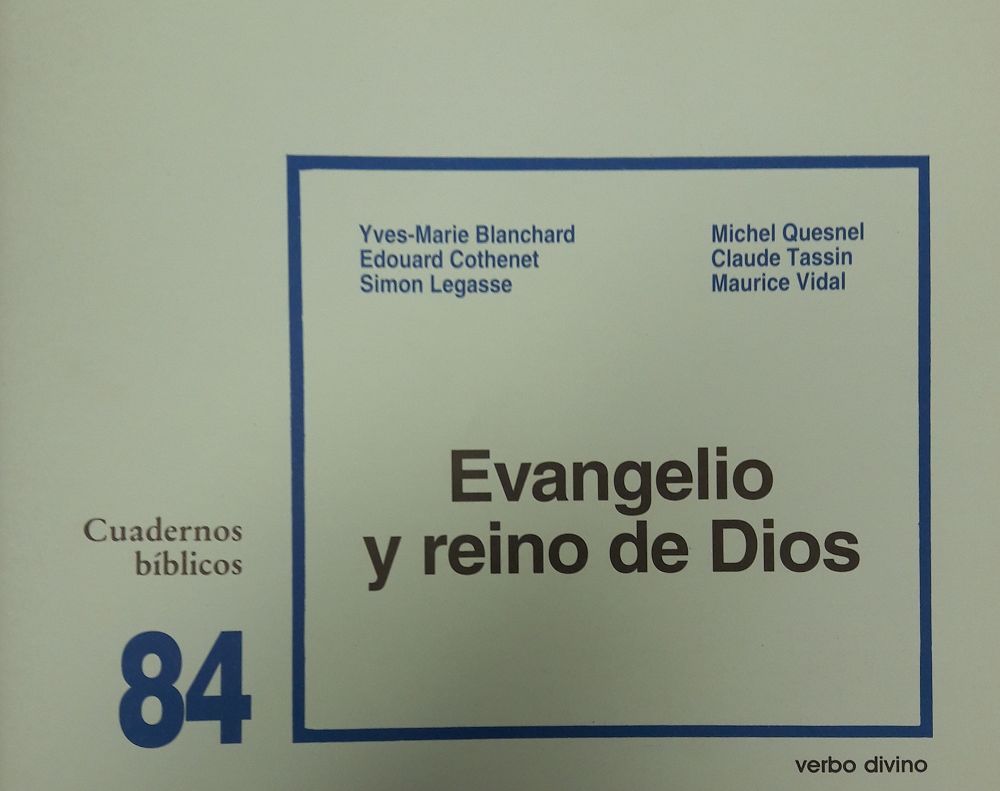 Yves-Marie Blanchard
Edouard Cothenet
Simon Legasse
Michel Quesnel
Claude Tassin
Maurice Vidal
Evangelio
y reino de Dios
Cuadernos
bíblicos
84
verbo divino